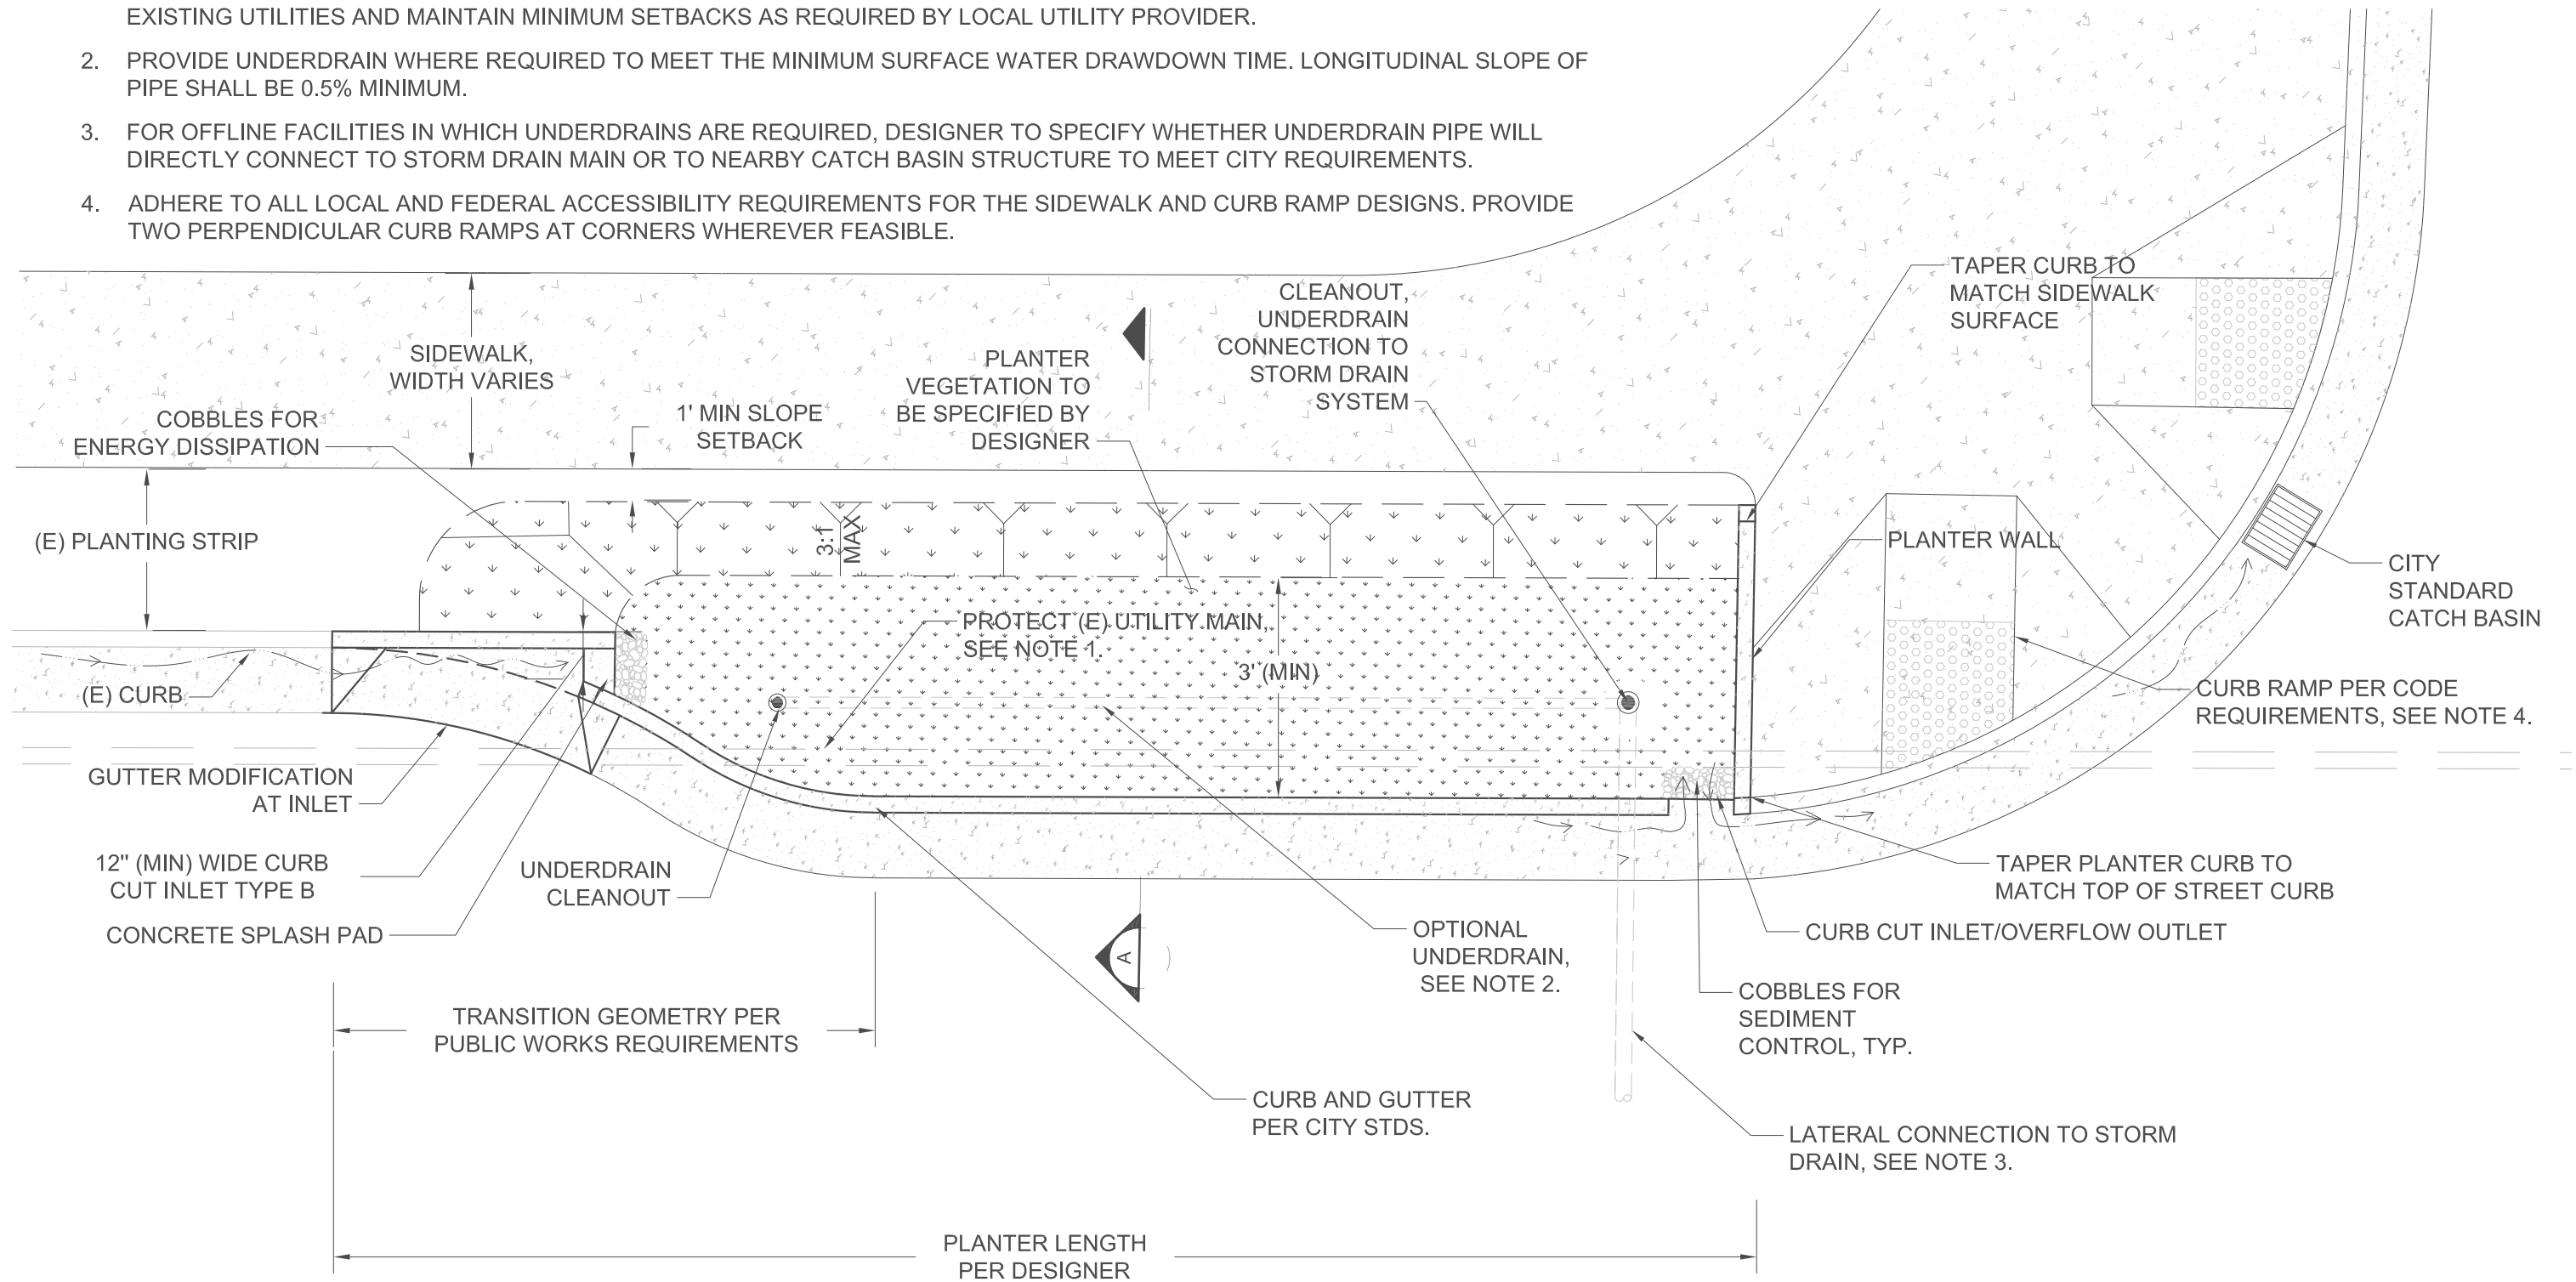 EXISTING UTILITIES AND MAINTAIN MINIMUM SETBACKS AS REQUIRED BY LOCAL UTILITY PROVIDER.
2. PROVIDE UNDERDRAIN WHERE REQUIRED TO MEET THE MINIMUM SURFACE WATER DRAWDOWN TIME. LONGITUDINAL SLOPE OF
PIPE SHALL BE 0.5% MINIMUM.
3. FOR OFFLINE FACILITIES IN WHICH UNDERDRAINS ARE REQUIRED, DESIGNER TO SPECIFY WHETHER UNDERDRAIN PIPE WILL
DIRECTLY CONNECT TO STORM DRAIN MAIN OR TO NEARBY CATCH BASIN STRUCTURE TO MEET CITY REQUIREMENTS.
4. ADHERE TO ALL LOCAL AND FEDERAL ACCESSIBILITY REQUIREMENTS FOR THE SIDEWALK AND CURB RAMP DESIGNS. PROVIDE
TWO PERPENDICULAR CURB RAMPS AT CORNERS WHEREVER FEASIBLE.
SIDEWALK,
WIDTH VARIES
COBBLES FOR
ENERGY DISSIPATION
1' MIN SLOPE
SETBACK
PLANTER
VEGETATION TO
BE SPECIFIED BY
DESIGNER
CLEANOUT,
UNDERDRAIN
CONNECTION TO
STORM DRAIN
SYSTEM
TAPER CURB TO
MATCH SIDEWALK
SURFACE
(E) PLANTING STRIP
3:1
MAX
PLANTER WALL
CITY
STANDARD
CATCH BASIN
PROTECT (E) UTILITY MAIN,
SEE NOTE 1.
3' (MIN)
(E) CURB
CURB RAMP PER CODE
REQUIREMENTS, SEE NOTE 4.
GUTTER MODIFICATION
AT INLET
12" (MIN) WIDE CURB
CUT INLET TYPE B
CONCRETE SPLASH PAD
UNDERDRAIN
CLEANOUT
TAPER PLANTER CURB TO
MATCH TOP OF STREET CURB
CURB CUT INLET/OVERFLOW OUTLET
OPTIONAL
UNDERDRAIN,
SEE NOTE 2.
A
COBBLES FOR
SEDIMENT
CONTROL, TYP.
TRANSITION GEOMETRY PER
PUBLIC WORKS REQUIREMENTS
CURB AND GUTTER
PER CITY STDS.
LATERAL CONNECTION TO STORM
DRAIN, SEE NOTE 3.
PLANTER LENGTH
PER DESIGNER